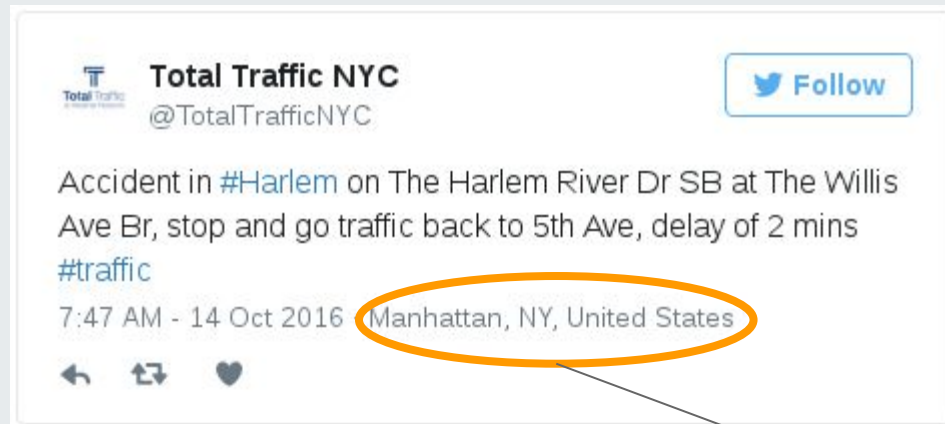 Total Traffic NYC
Total Traffic
@TotalTrafficNYC
Follow
Accident in #Harlem on The Harlem River Dr SB at The Willis
Ave Br, stop and go traffic back to 5th Ave, delay of 2 mins
#traffic
7:47 AM - 14 Oct 2016 · Manhattan, NY, United States